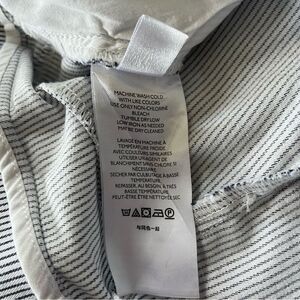 MACHINE WASH COLD
WITH LIKE COLORS
USE ONLY NON-CHLORINE
BLEACH
TUMBLE DRY LOW
LOW IRON AS NEEDED
MAY BE DRY CLEANED
LAVAGE EN MACHINE À
TEMPÉRATURE FROIDE
AVEC COULEURS SIMILAIRES
UTILISER UN AGENT DE
BLANCHIMENT SANS CHLORE SI
NÉCESSAIRE
SÉCHER PAR CULBUTAGE À BASSE
TEMPÉRATURE
REPASSER, AU BESOIN, À TRÈS
BASSE TEMPÉRATURE
PEUT-ÊTRE NETTOYÉ À SEC